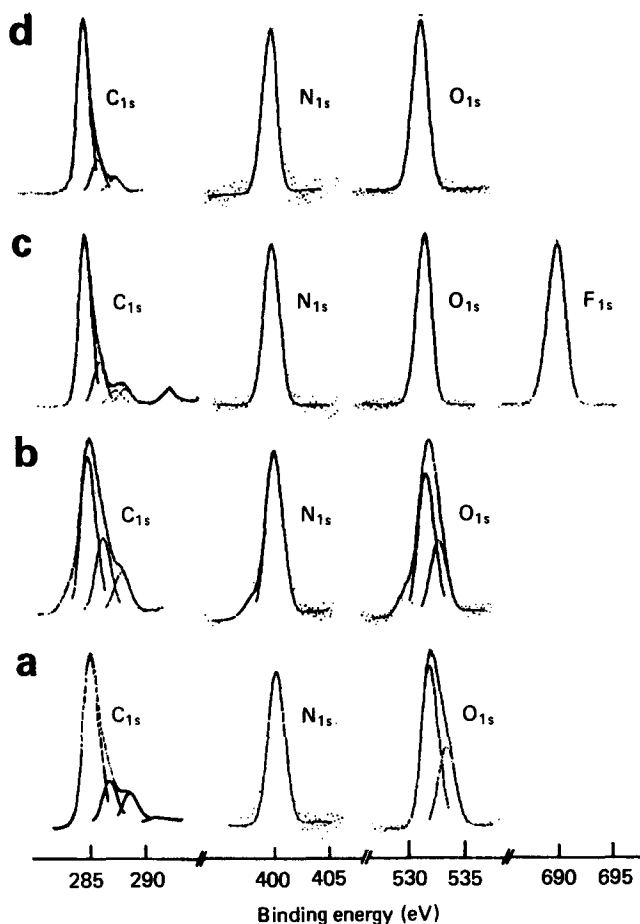 d
C1s N1s O1s
c
C1s N1s O1s F1s
b
C1s N1s O1s
a
C1s N1s O1s
285 290 400 405 530 535 690 695
Binding energy (eV)